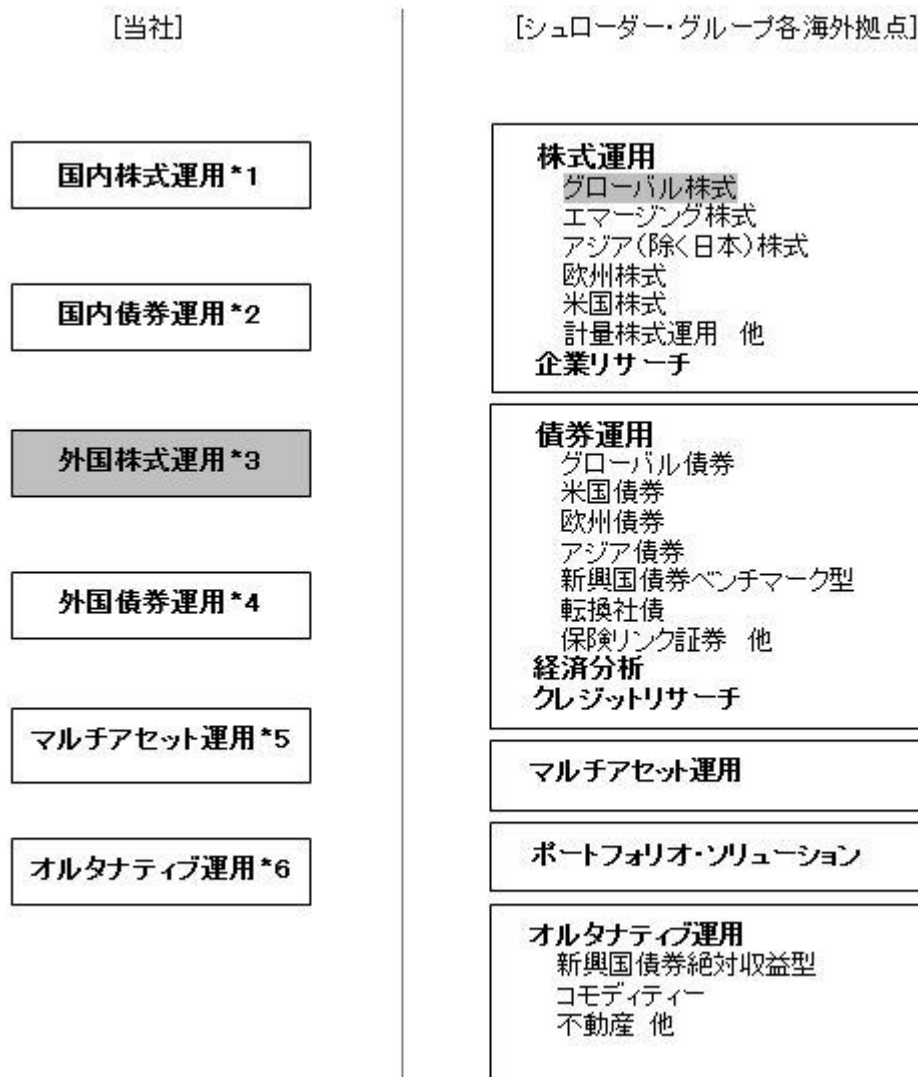 [当社]
国内株式運用*1
国内債券運用*2
外国株式運用*3
外国債券運用*4
マルチアセット運用*5
オルタナティブ運用*6
[シュローダー・グループ各海外拠点]
株式運用
グローバル株式
エマージング株式
アジア(除く日本)株式
欧州株式
米国株式
計量株式運用 他
企業リサーチ
債券運用
グローバル債券
米国債券
欧州債券
アジア債券
新興国債券ベンチマーク型
転換社債
保険リンク証券 他
経済分析
クレジットリサーチ
マルチアセット運用
ポートフォリオ・ソリューション
オルタナティブ運用
新興国債券絶対収益型
コモディティー
不動産 他